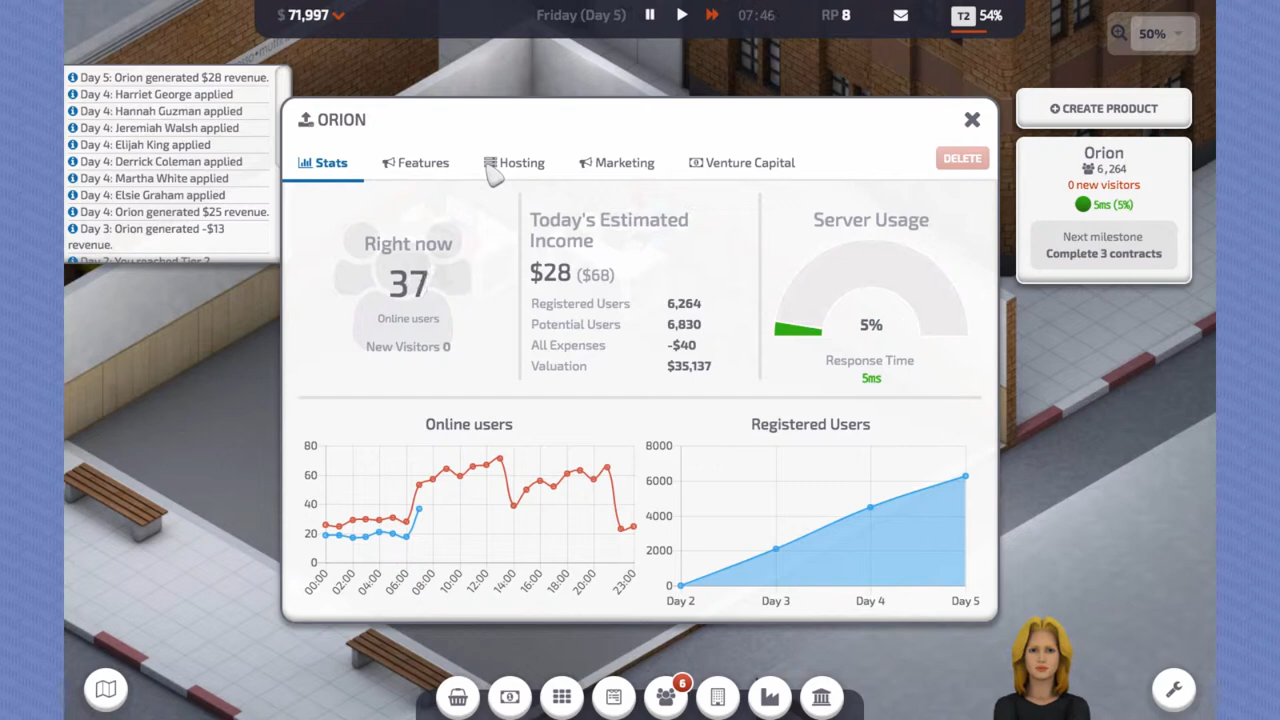 $ 71,997
Friday (Day 5)
07:46
RP 8
T2 54%
50%
Day 5: Orion generated $28 revenue.
Day 4: Harriet George applied
Day 4: Hannah Guzman applied
Day 4: Jeremiah Walsh applied
Day 4: Elijah King applied
Day 4: Derrick Coleman applied
Day 4: Martha White applied
Day 4: Elsie Graham applied
Day 4: Orion generated $25 revenue.
Day 3: Orion generated -$13
revenue.
Day 2: You reached Tier 2
ORION
Stats
Features
Hosting
Marketing
Venture Capital
DELETE
Right now
37
Online users
New Visitors 0
Today's Estimated
Income
$28 ($68)
Registered Users 6,264
Potential Users 6,830
All Expenses -$40
Valuation $35,137
Server Usage
5%
Response Time
5ms
Online users
80
60
40
20
0
00:00
02:00
04:00
06:00
08:00
10:00
12:00
14:00
16:00
18:00
20:00
23:00
Registered Users
8000
6000
4000
2000
0
Day 2
Day 3
Day 4
Day 5
CREATE PRODUCT
Orion
6,264
0 new visitors
5ms (5%)
Next milestone
Complete 3 contracts
6